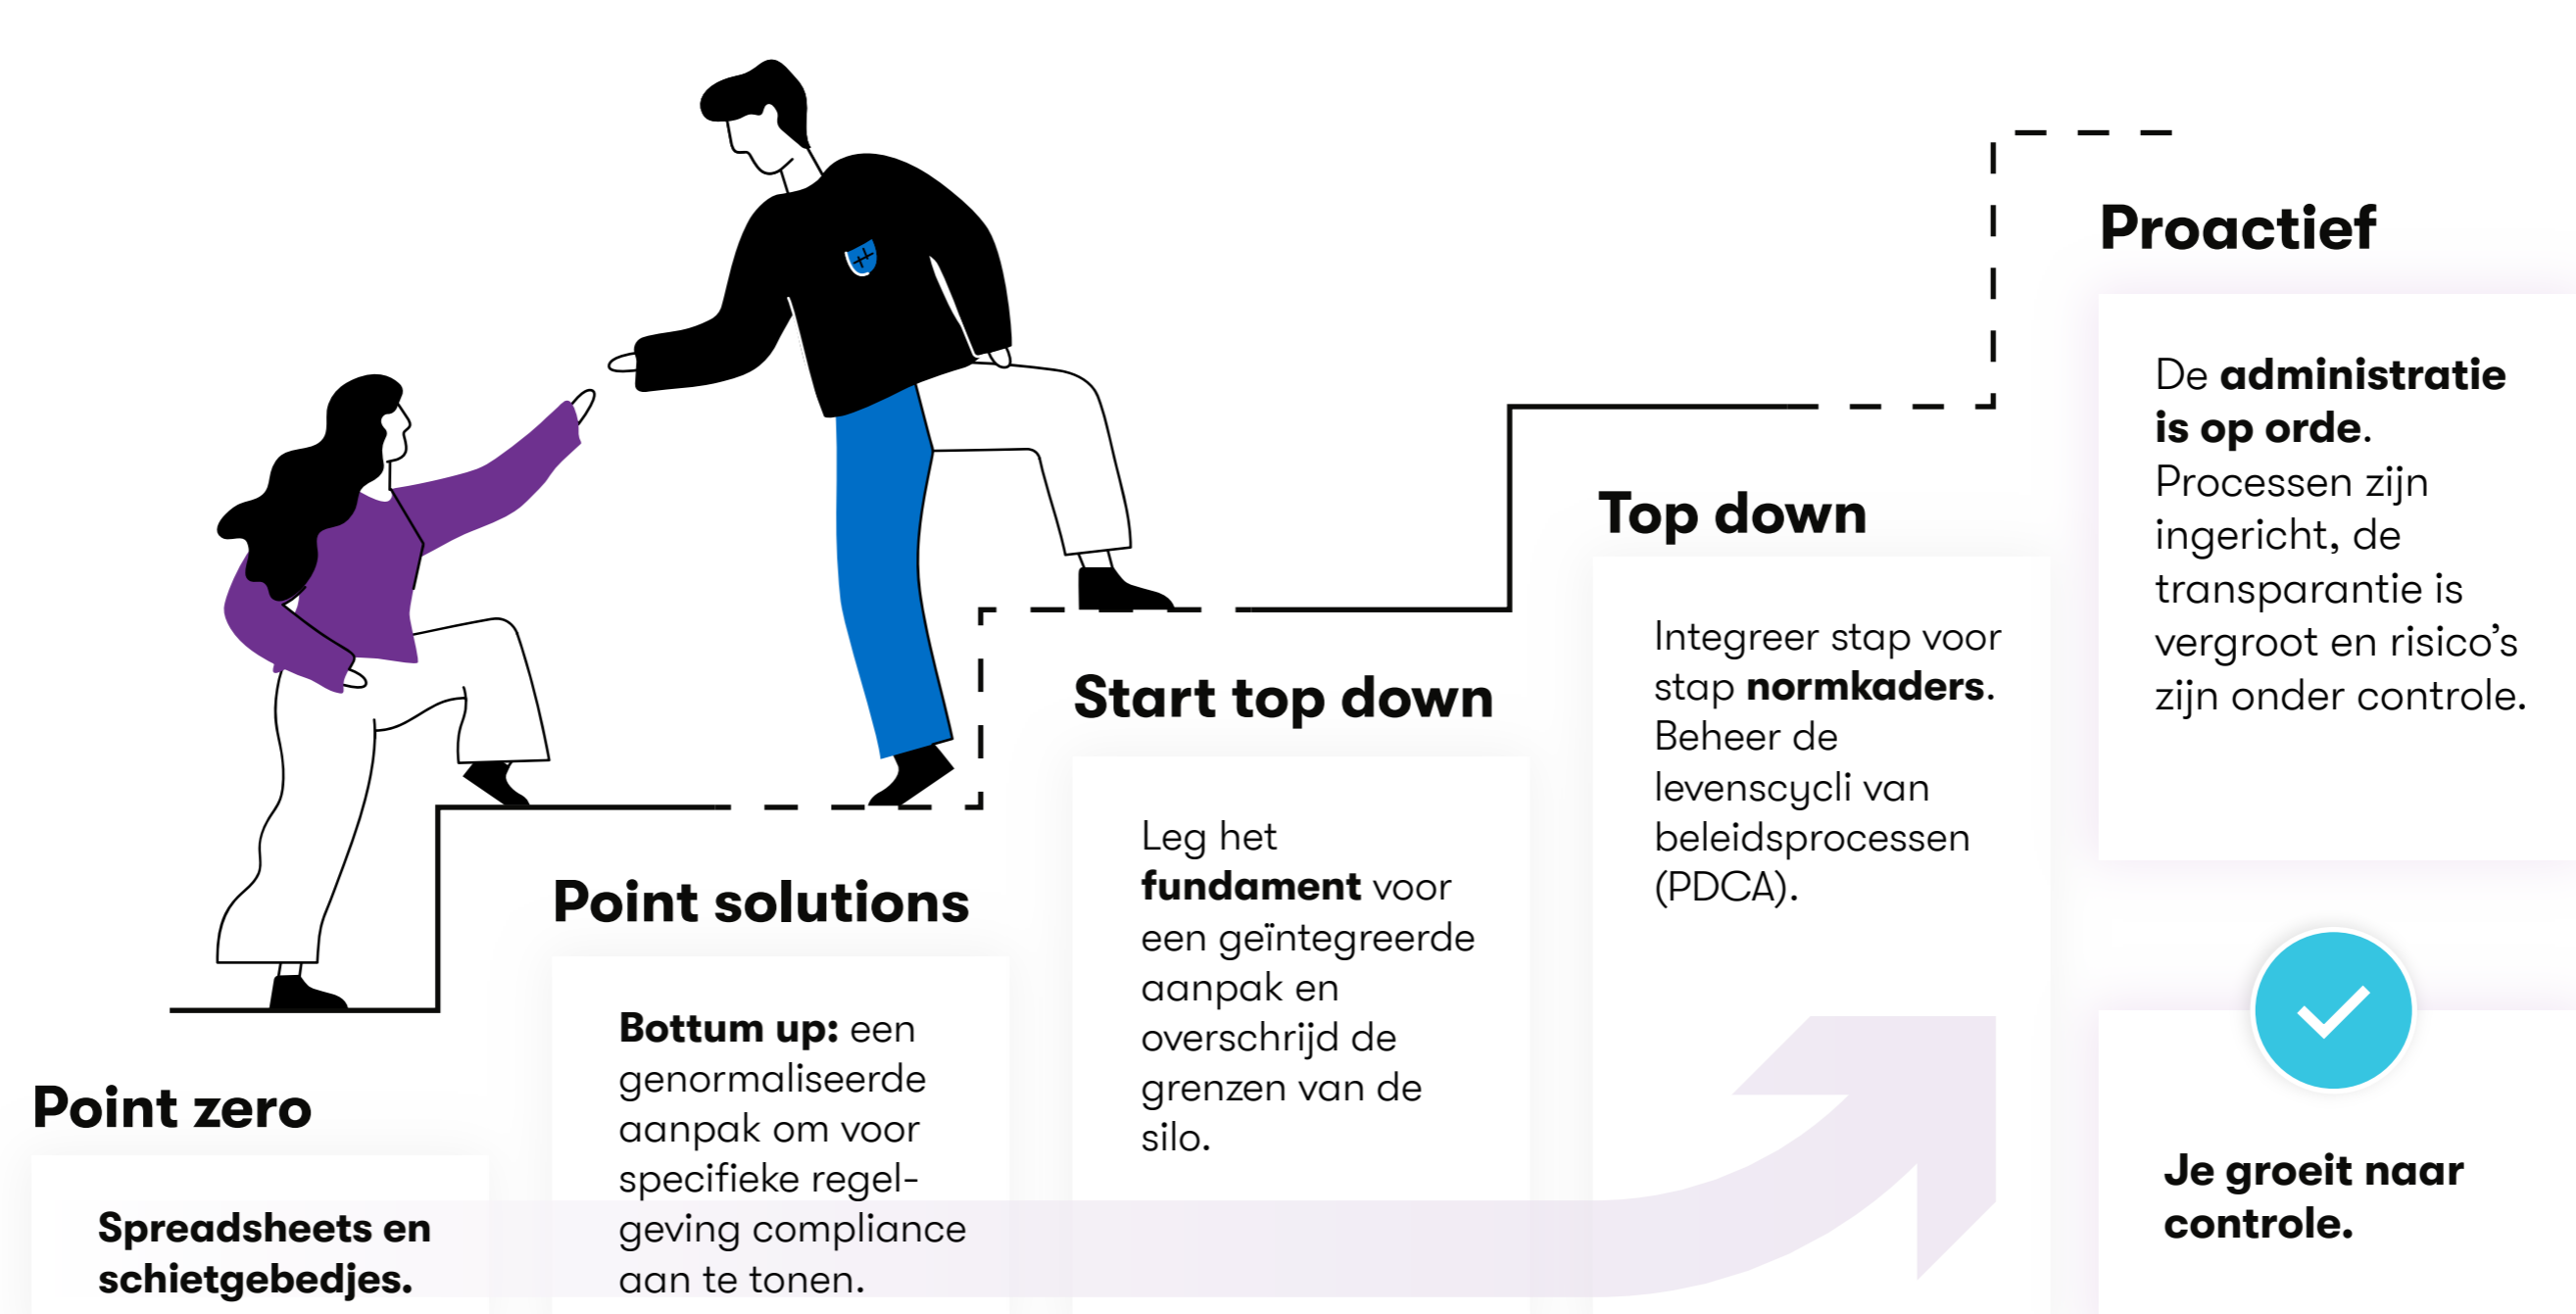 Point zero
Spreadsheets en
schietgebedjes.
Point solutions
Bottum up: een
genormaliseerde
aanpak om voor
specifieke regel-
geving compliance
aan te tonen.
Start top down
Leg het
fundament voor
een geïntegreerde
aanpak en
overschrijd de
grenzen van de
silo.
Top down
Integreer stap voor
stap normkaders.
Beheer de
levenscycli van
beleidsprocessen
(PDCA).
Proactief
De administratie
is op orde.
Processen zijn
ingericht, de
transparantie is
vergroot en risico’s
zijn onder controle.
Je groeit naar
controle.